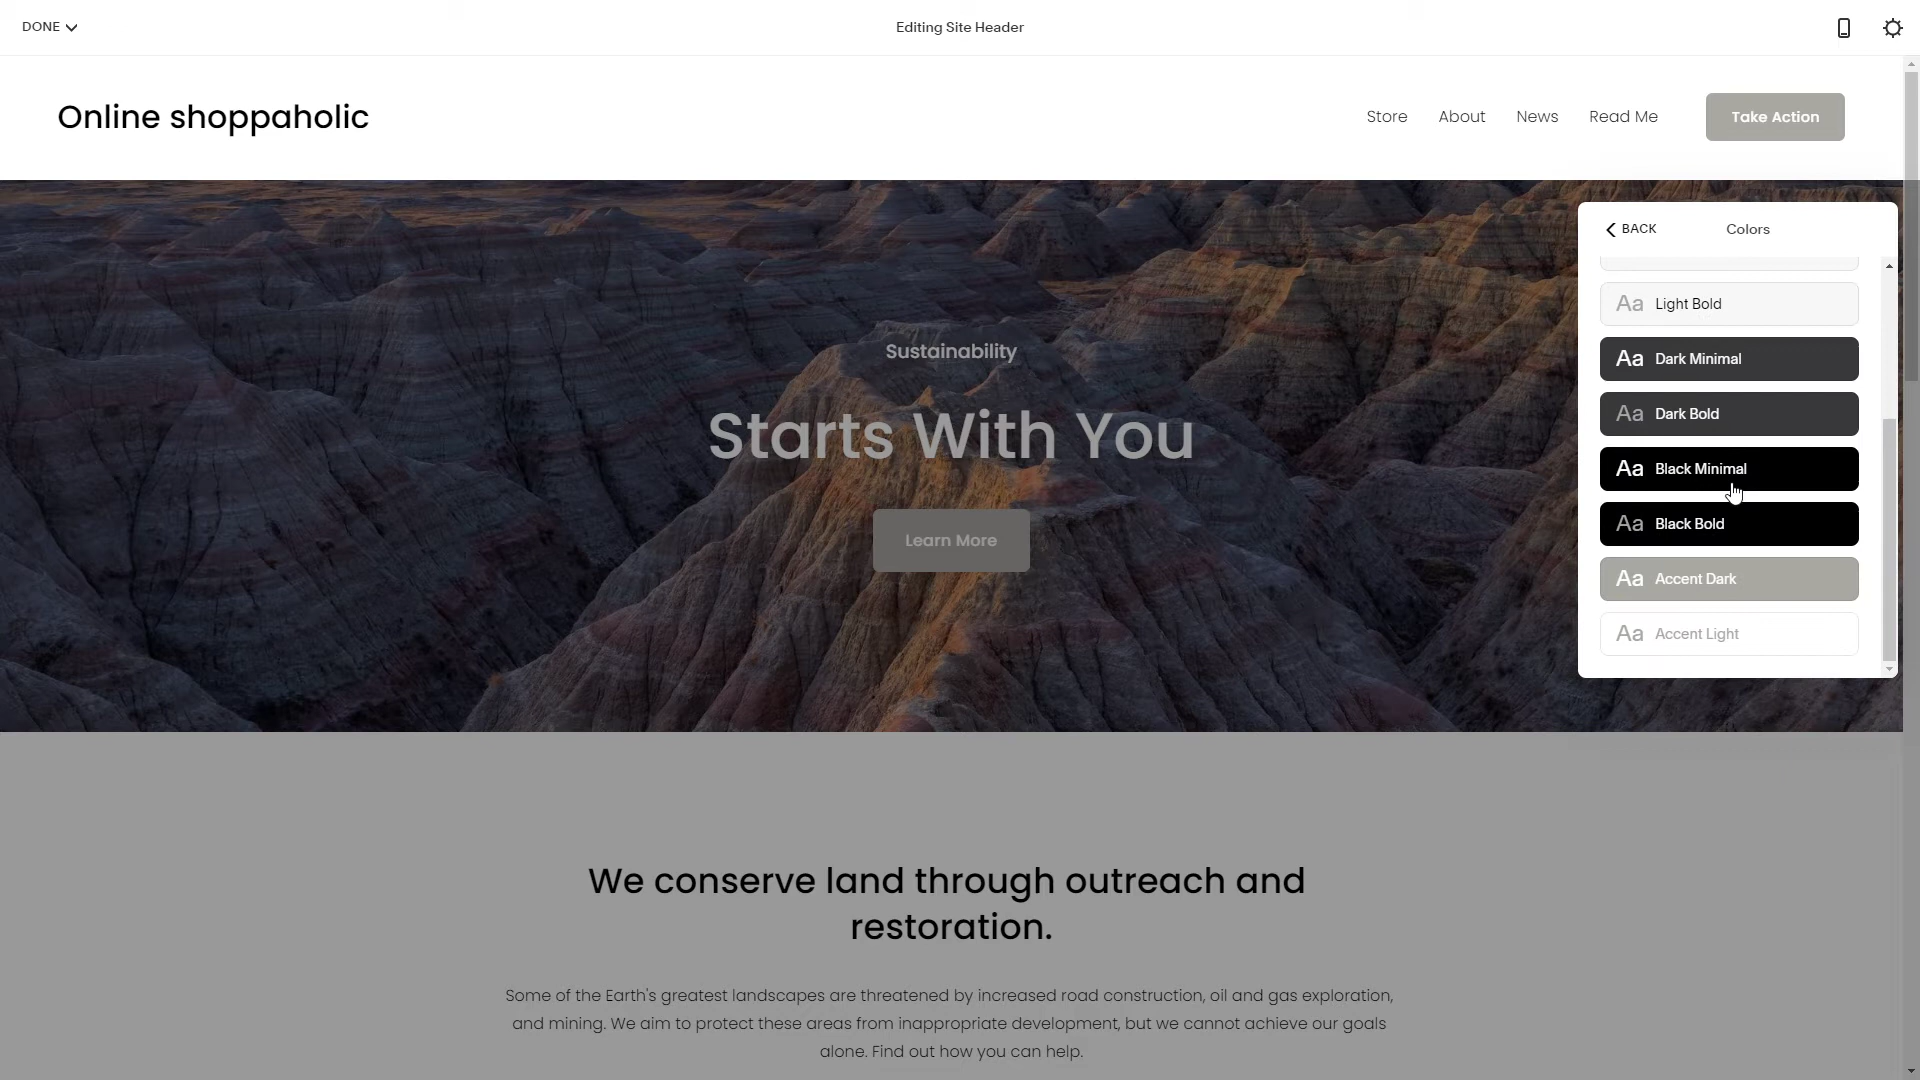 DONE
Editing Site Header
Online shoppaholic
Store About News Read Me Take Action
BACK Colors
Aa Light Bold
Aa Dark Minimal
Aa Dark Bold
Aa Black Minimal
Aa Black Bold
Aa Accent Dark
Aa Accent Light
Sustainability
Starts With You
Learn More
We conserve land through outreach and
restoration.
Some of the Earth's greatest landscapes are threatened by increased road construction, oil and gas exploration,
and mining. We aim to protect these areas from inappropriate development, but we cannot achieve our goals
alone. Find out how you can help.